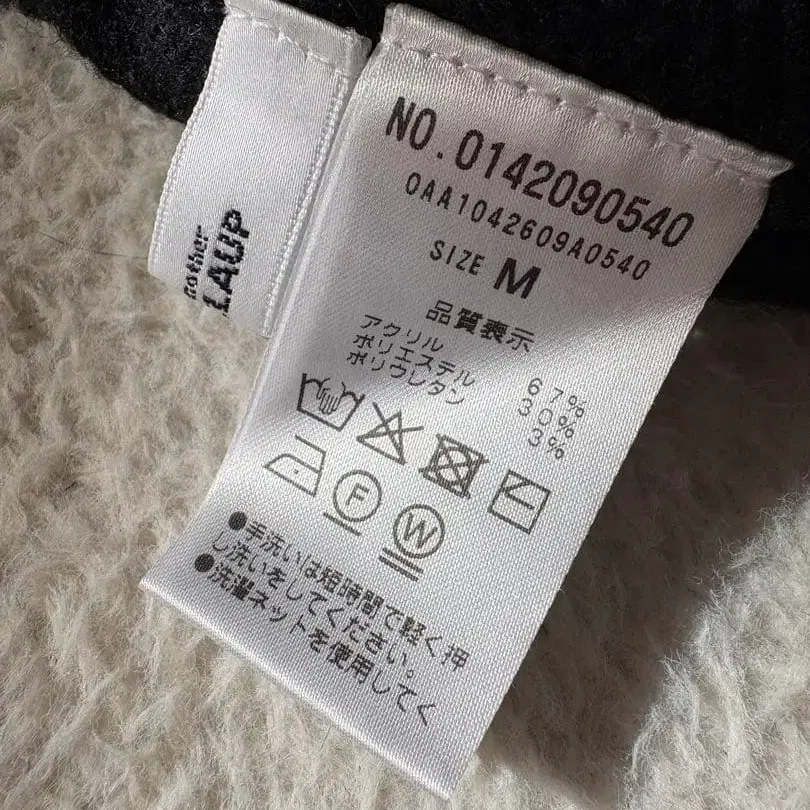 another
LAUP
NO.0142090540
0AA1042609A0540
SIZE M
品質表示
アクリル 67%
ポリエステル 30%
ポリウレタン 3%
F
W
●手洗いは短時間で軽く押
し洗いをしてください。
●洗濯ネットを使用してく